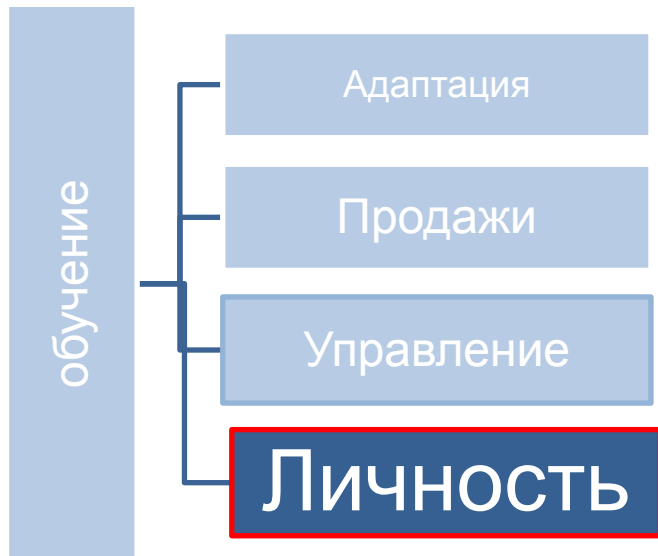 обучение
Адаптация
Продажи
Управление
Личность